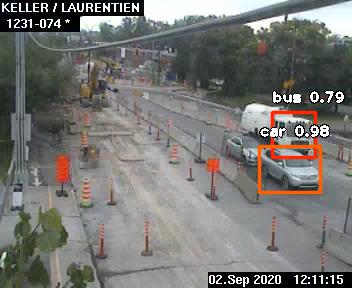 KELLER / LAURENTIEN
1231-074 *
bus 0.79
car 0.98
02.Sep 2020 12:11:15